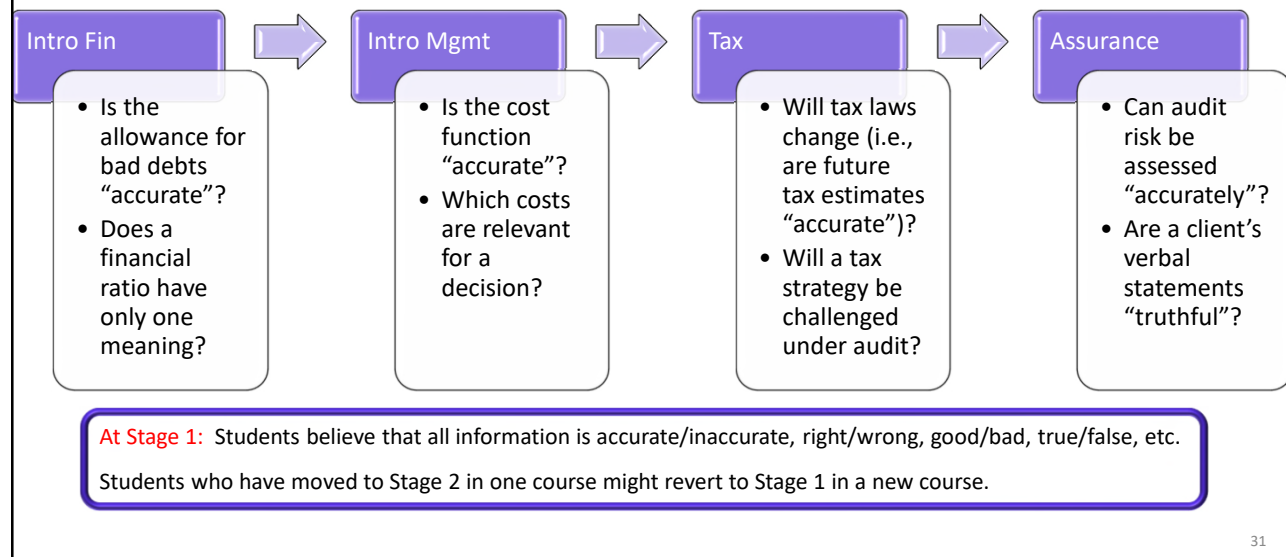 Intro Fin
• Is the
allowance for
bad debts
“accurate”?
• Does a
financial
ratio have
only one
meaning?
Intro Mgmt
• Is the cost
function
“accurate”?
• Which costs
are relevant
for a
decision?
Tax
• Will tax laws
change (i.e.,
are future
tax estimates
“accurate”)?
• Will a tax
strategy be
challenged
under audit?
Assurance
• Can audit
risk be
assessed
“accurately”?
• Are a client’s
verbal
statements
“truthful”?
At Stage 1: Students believe that all information is accurate/inaccurate, right/wrong, good/bad, true/false, etc.
Students who have moved to Stage 2 in one course might revert to Stage 1 in a new course.
31